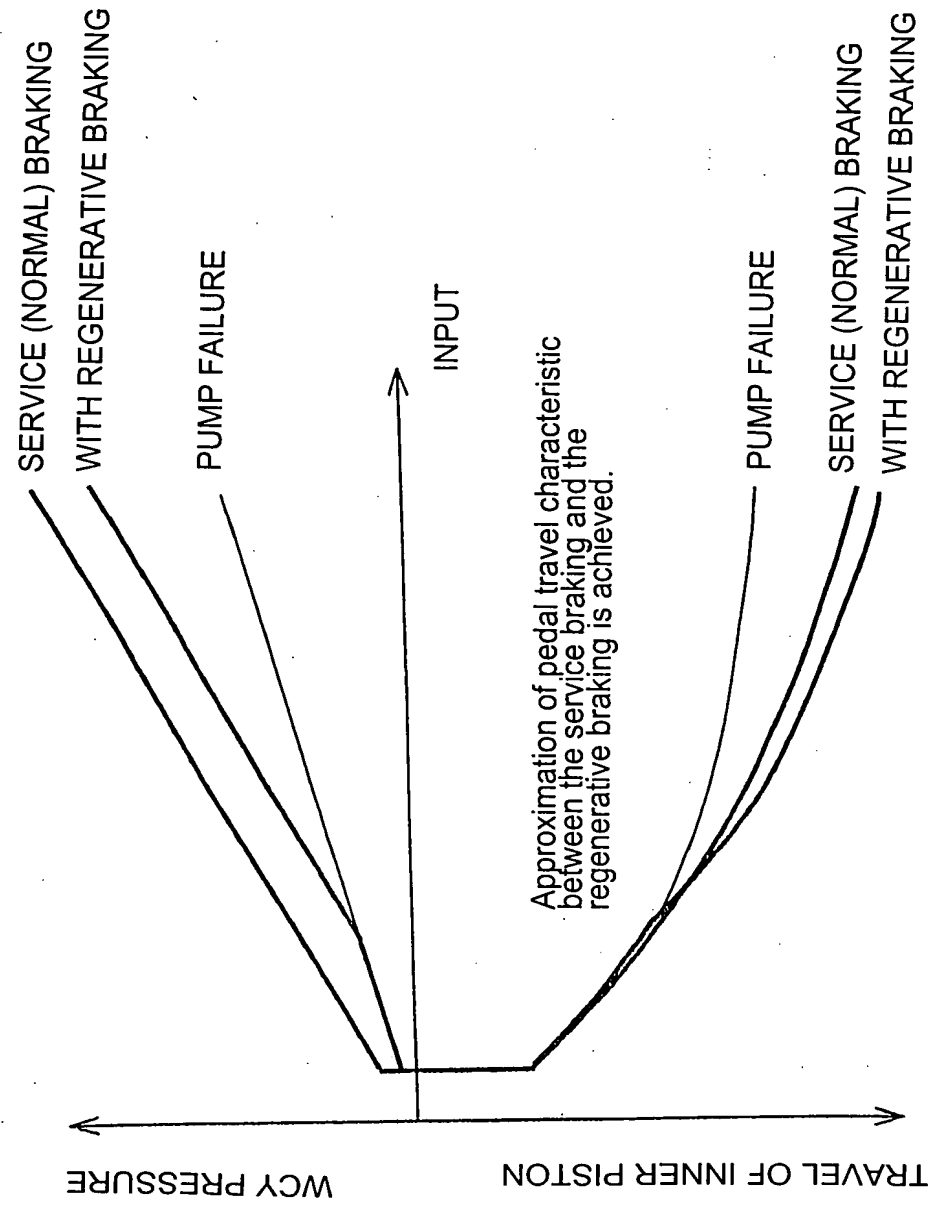 SERVICE (NORMAL) BRAKING
WITH REGENERATIVE BRAKING
PUMP FAILURE
INPUT
Approximation of pedal travel characteristic
between the service braking and the
regenerative braking is achieved.
PUMP FAILURE
SERVICE (NORMAL) BRAKING
WITH REGENERATIVE BRAKING
WCY PRESSURE
TRAVEL OF INNER PISTON